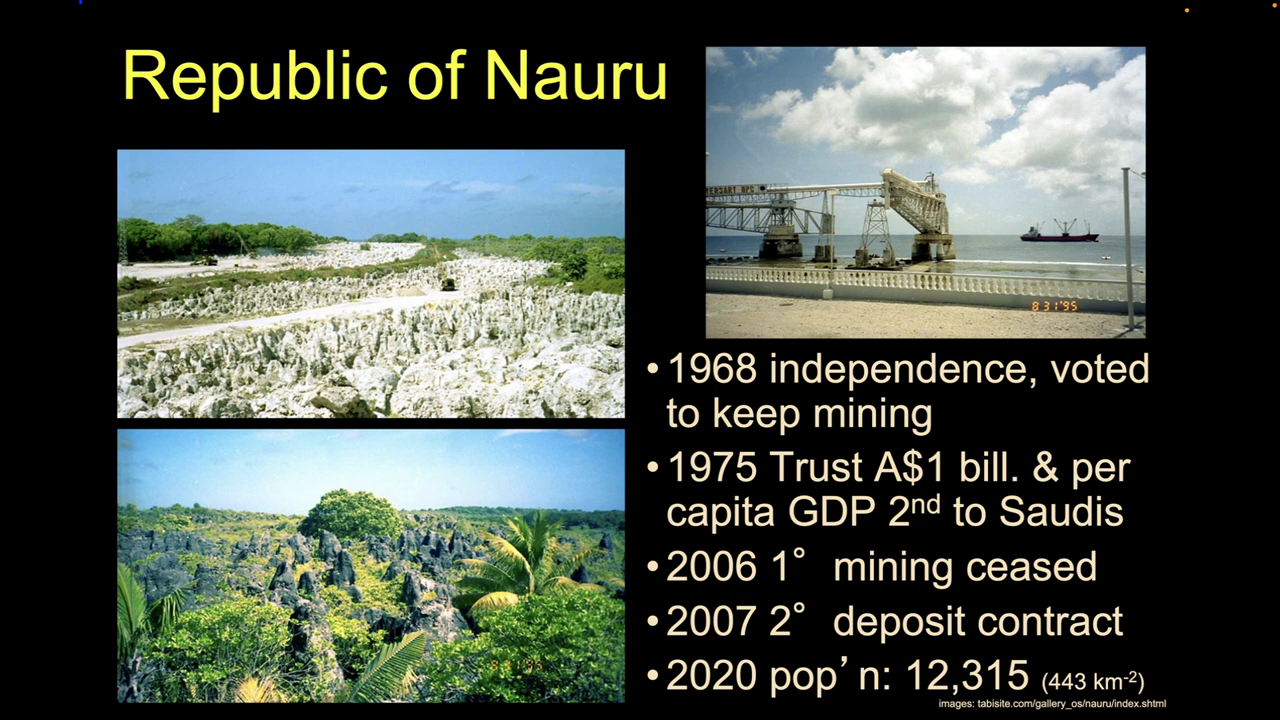 Republic of Nauru
8 31'95
• 1968 independence, voted
to keep mining
• 1975 Trust A$1 bill. & per
capita GDP 2nd to Saudis
• 2006 1° mining ceased
• 2007 2° deposit contract
• 2020 pop’n: 12,315 (443 km-2)
images: tabisite.com/gallery_os/nauru/index.shtml